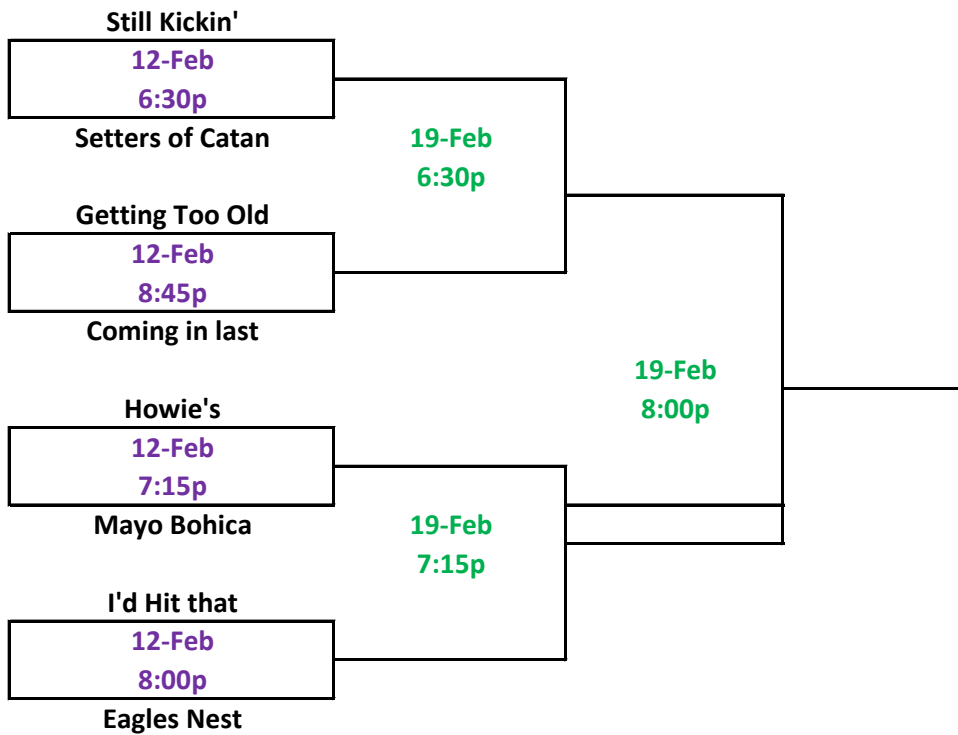 Still Kickin'
12-Feb
6:30p
Setters of Catan
19-Feb
6:30p
Getting Too Old
12-Feb
8:45p
Coming in last
19-Feb
8:00p
Howie's
12-Feb
7:15p
Mayo Bohica
19-Feb
7:15p
I'd Hit that
12-Feb
8:00p
Eagles Nest